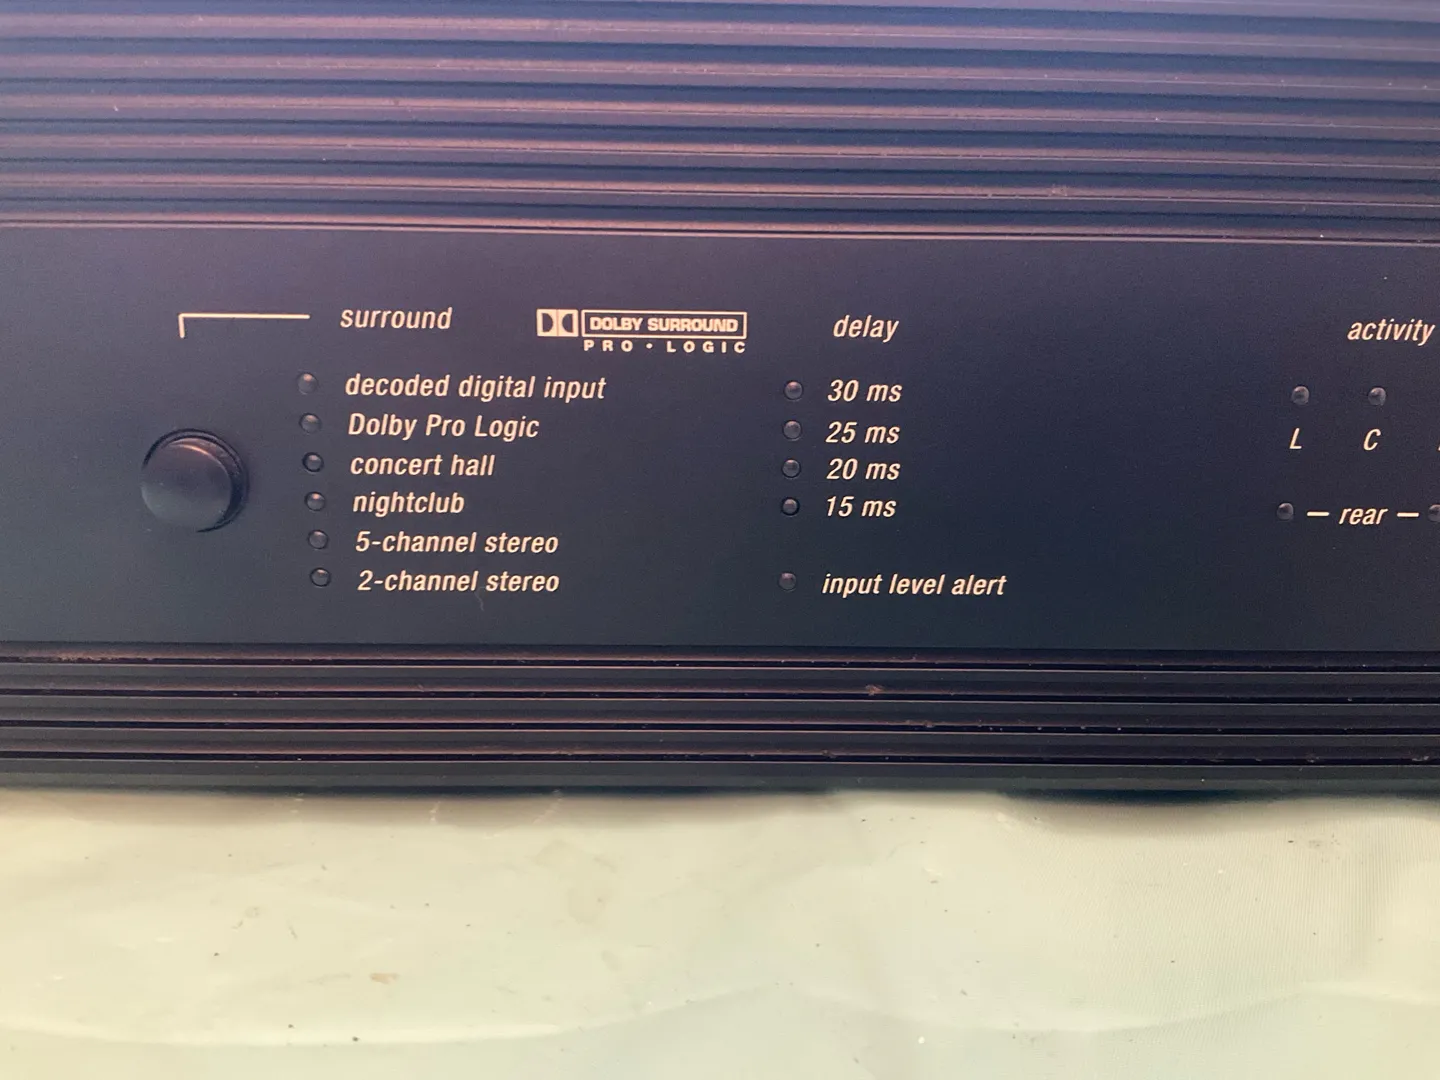 surround
DOLBY SURROUND
PRO • LOGIC
decoded digital input
Dolby Pro Logic
concert hall
nightclub
5-channel stereo
2-channel stereo
delay
30 ms
25 ms
20 ms
15 ms
input level alert
activity
L C
– rear –